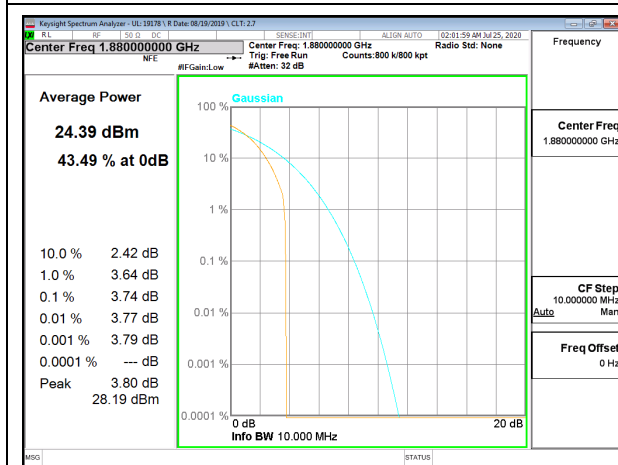 Keysight Spectrum Analyzer - UL: 19178 \ R Date: 08/19/2019 \ CLT: 2.7
LXI RL RF 50 Ω DC SENSE:INT ALIGN AUTO 02:01:59 AM Jul 25, 2020
Center Freq 1.880000000 GHz
NFE
#IFGain:Low
Center Freq: 1.880000000 GHz
Radio Std: None
Trig: Free Run Counts:800 k/800 kpt
#Atten: 32 dB
Frequency
Average Power
24.39 dBm
43.49 % at 0dB
10.0 % 2.42 dB
1.0 % 3.64 dB
0.1 % 3.74 dB
0.01 % 3.77 dB
0.001 % 3.79 dB
0.0001 % --- dB
Peak 3.80 dB
28.19 dBm
Gaussian
100 %
10 %
1 %
0.1 %
0.01 %
0.001 %
0.0001 %
0 dB 20 dB
Info BW 10.000 MHz
Center Freq
1.880000000 GHz
CF Step
10.000000 MHz
Auto Man
Freq Offset
0 Hz
MSG STATUS